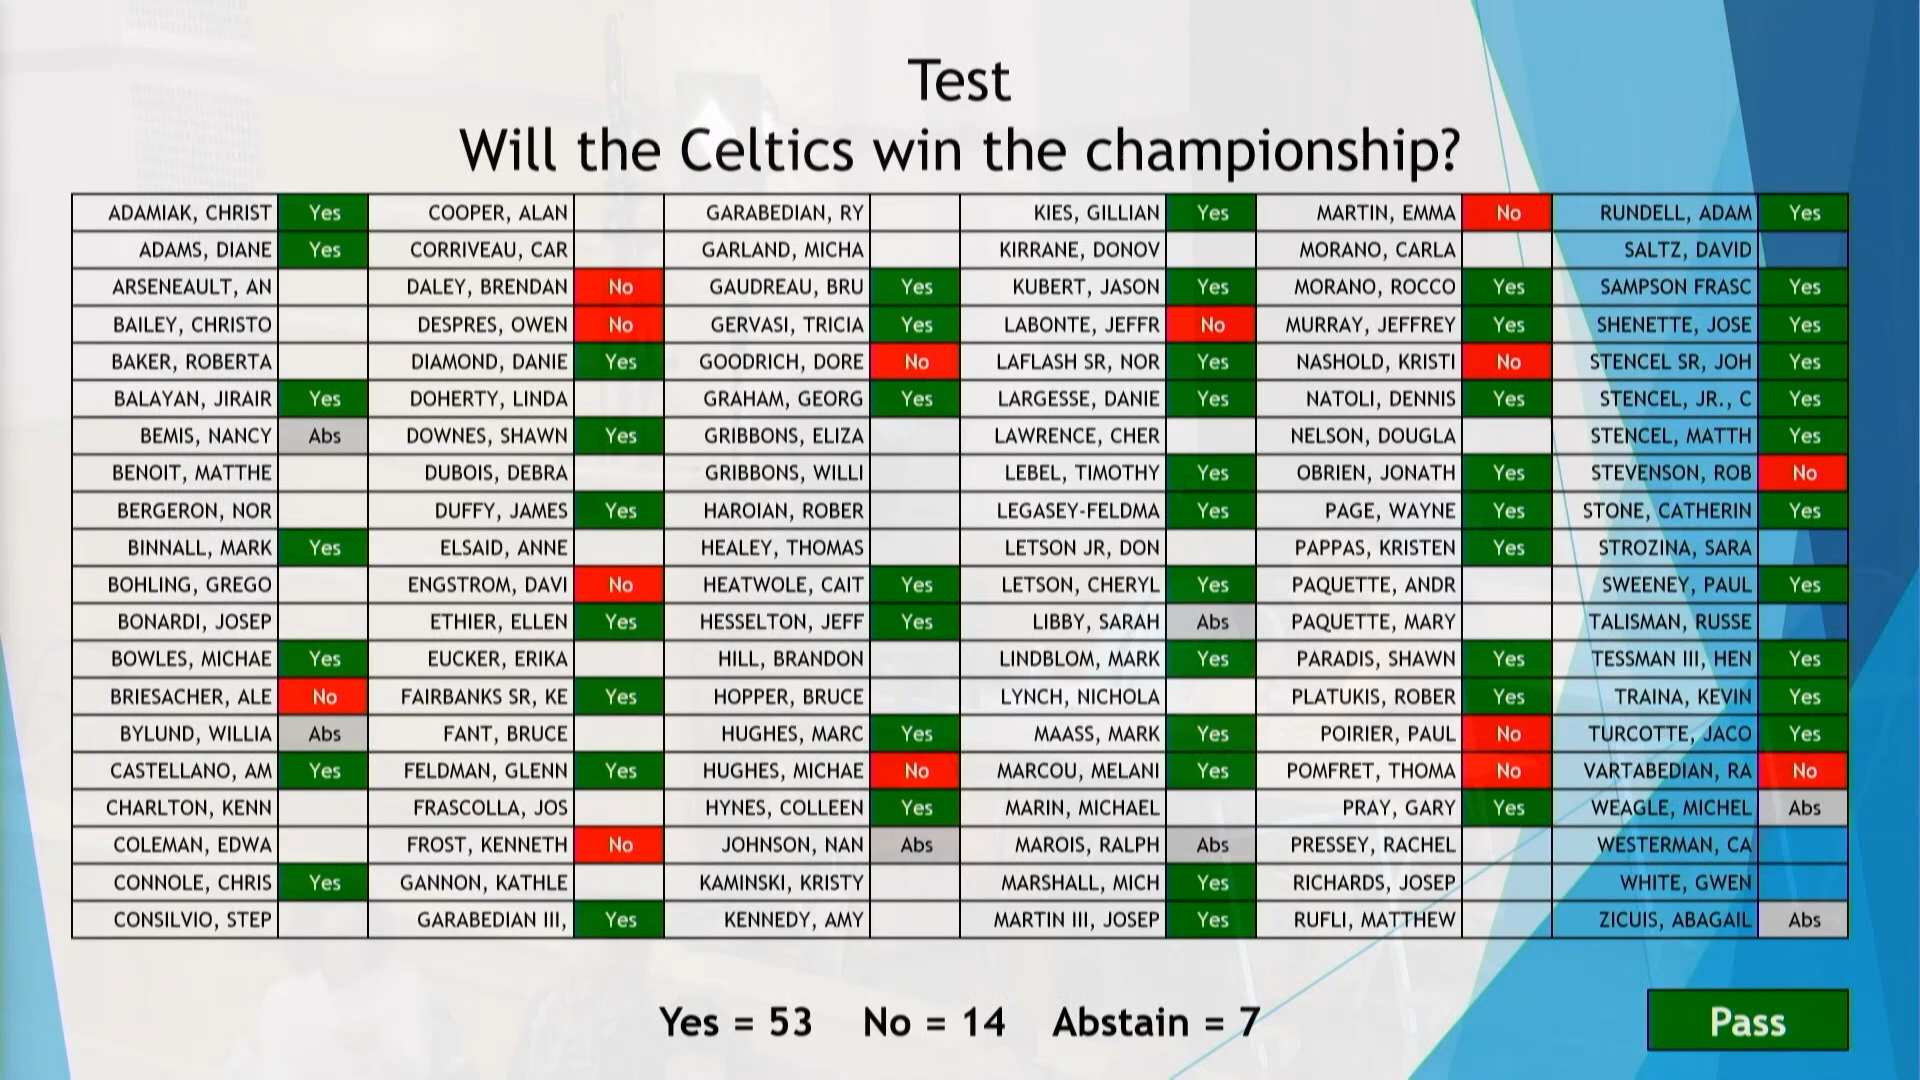 Test
Will the Celtics win the championship?
ADAMIAK, CHRIST Yes COOPER, ALAN GARABEDIAN, RY KIES, GILLIAN Yes MARTIN, EMMA No RUNDELL, ADAM Yes
ADAMS, DIANE Yes CORRIVEAU, CAR GARLAND, MICHA KIRRANE, DONOV MORANO, CARLA SALTZ, DAVID
ARSENEAULT, AN DALEY, BRENDAN No GAUDREAU, BRU Yes KUBERT, JASON Yes MORANO, ROCCO Yes SAMPSON FRASC Yes
BAILEY, CHRISTO DESPRES, OWEN No GERVASI, TRICIA Yes LABONTE, JEFFR No MURRAY, JEFFREY Yes SHENETTE, JOSE Yes
BAKER, ROBERTA DIAMOND, DANIE Yes GOODRICH, DORE No LAFLASH SR, NOR Yes NASHOLD, KRISTI No STENCEL SR, JOH Yes
BALAYAN, JIRAIR Yes DOHERTY, LINDA GRAHAM, GEORG Yes LARGESSE, DANIE Yes NATOLI, DENNIS Yes STENCEL, JR., C Yes
BEMIS, NANCY Abs DOWNES, SHAWN Yes GRIBBONS, ELIZA LAWRENCE, CHER NELSON, DOUGLA STENCEL, MATTH Yes
BENOIT, MATTHE DUBOIS, DEBRA GRIBBONS, WILLI LEBEL, TIMOTHY Yes OBRIEN, JONATH Yes STEVENSON, ROB No
BERGERON, NOR DUFFY, JAMES Yes HAROIAN, ROBER LEGASEY-FELDMA Yes PAGE, WAYNE Yes STONE, CATHERIN Yes
BINNALL, MARK Yes ELSAID, ANNE HEALEY, THOMAS LETSON JR, DON PAPPAS, KRISTEN Yes STROZINA, SARA
BOHLING, GREGO ENGSTROM, DAVI No HEATWOLE, CAIT Yes LETSON, CHERYL Yes PAQUETTE, ANDR SWEENEY, PAUL Yes
BONARDI, JOSEP ETHIER, ELLEN Yes HESSELTON, JEFF Yes LIBBY, SARAH Abs PAQUETTE, MARY TALISMAN, RUSSE
BOWLES, MICHAE Yes EUCKER, ERIKA HILL, BRANDON LINDBLOM, MARK Yes PARADIS, SHAWN Yes TESSMAN III, HEN Yes
BRIESACHER, ALE No FAIRBANKS SR, KE Yes HOPPER, BRUCE LYNCH, NICHOLA PLATUKIS, ROBER Yes TRAINA, KEVIN Yes
BYLUND, WILLIA Abs FANT, BRUCE HUGHES, MARC Yes MAASS, MARK Yes POIRIER, PAUL No TURCOTTE, JACO Yes
CASTELLANO, AM Yes FELDMAN, GLENN Yes HUGHES, MICHAE No MARCOU, MELANI Yes POMFRET, THOMA No VARTABEDIAN, RA No
CHARLTON, KENN FRASCOLLA, JOS HYNES, COLLEEN Yes MARIN, MICHAEL PRAY, GARY Yes WEAGLE, MICHEL Abs
COLEMAN, EDWA FROST, KENNETH No JOHNSON, NAN Abs MAROIS, RALPH Abs PRESSEY, RACHEL WESTERMAN, CA
CONNOLE, CHRIS Yes GANNON, KATHLE KAMINSKI, KRISTY MARSHALL, MICH Yes RICHARDS, JOSEP WHITE, GWEN
CONSILVIO, STEP GARABEDIAN III, Yes KENNEDY, AMY MARTIN III, JOSEP Yes RUFLI, MATTHEW ZICUIS, ABAGAIL Abs
Yes = 53 No = 14 Abstain = 7
Pass